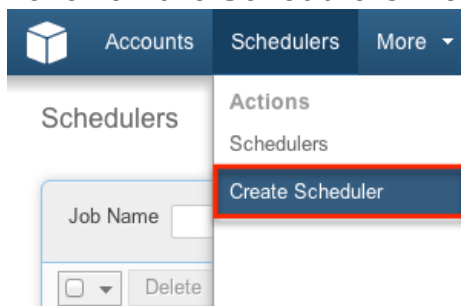 Accounts Schedulers More
Schedulers
Actions
Schedulers
Create Scheduler
Job Name
Delete